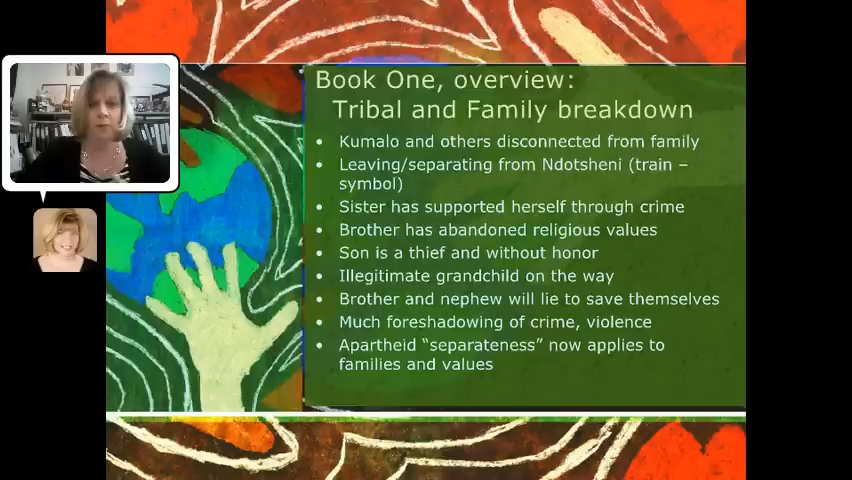 Book One, overview:
Tribal and Family breakdown
• Kumalo and others disconnected from family
• Leaving/separating from Ndotsheni (train –
symbol)
• Sister has supported herself through crime
• Brother has abandoned religious values
• Son is a thief and without honor
• Illegitimate grandchild on the way
• Brother and nephew will lie to save themselves
• Much foreshadowing of crime, violence
• Apartheid “separateness” now applies to
families and values